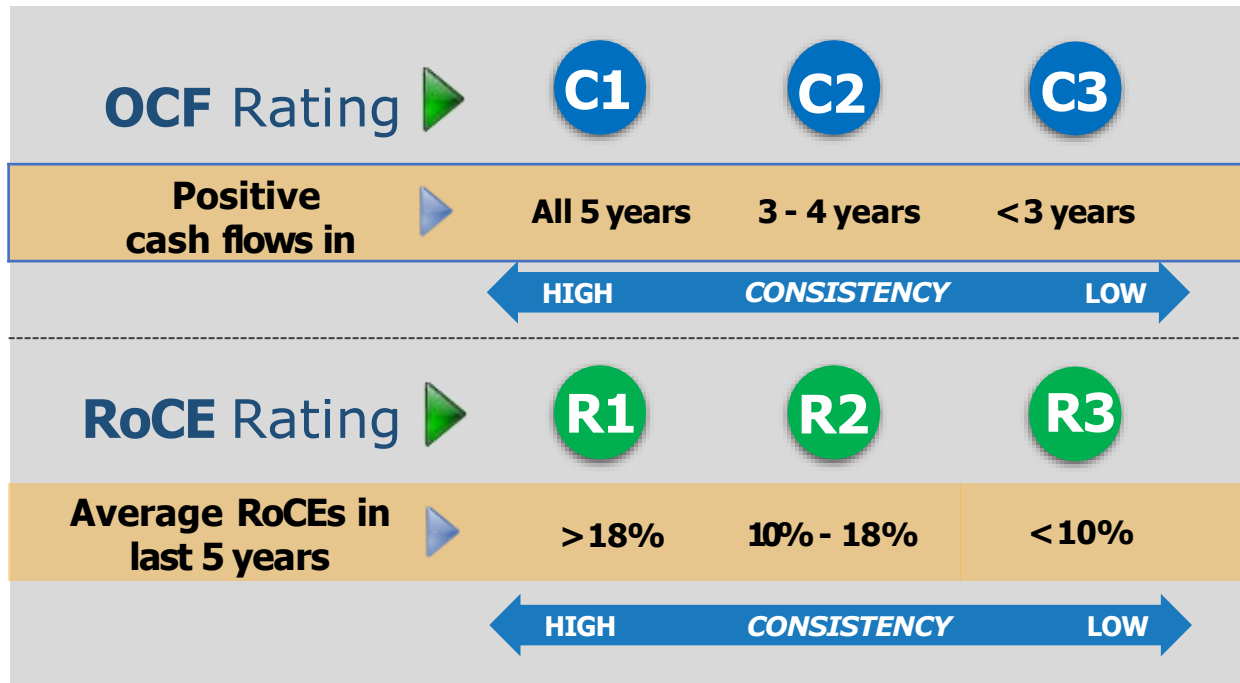 OCF Rating C1 C2 C3
Positive
cash flows in
All 5 years 3 - 4 years <3 years
HIGH CONSISTENCY LOW
RoCE Rating R1 R2 R3
Average RoCEs in
last 5 years
>18% 10% - 18% <10%
HIGH CONSISTENCY LOW